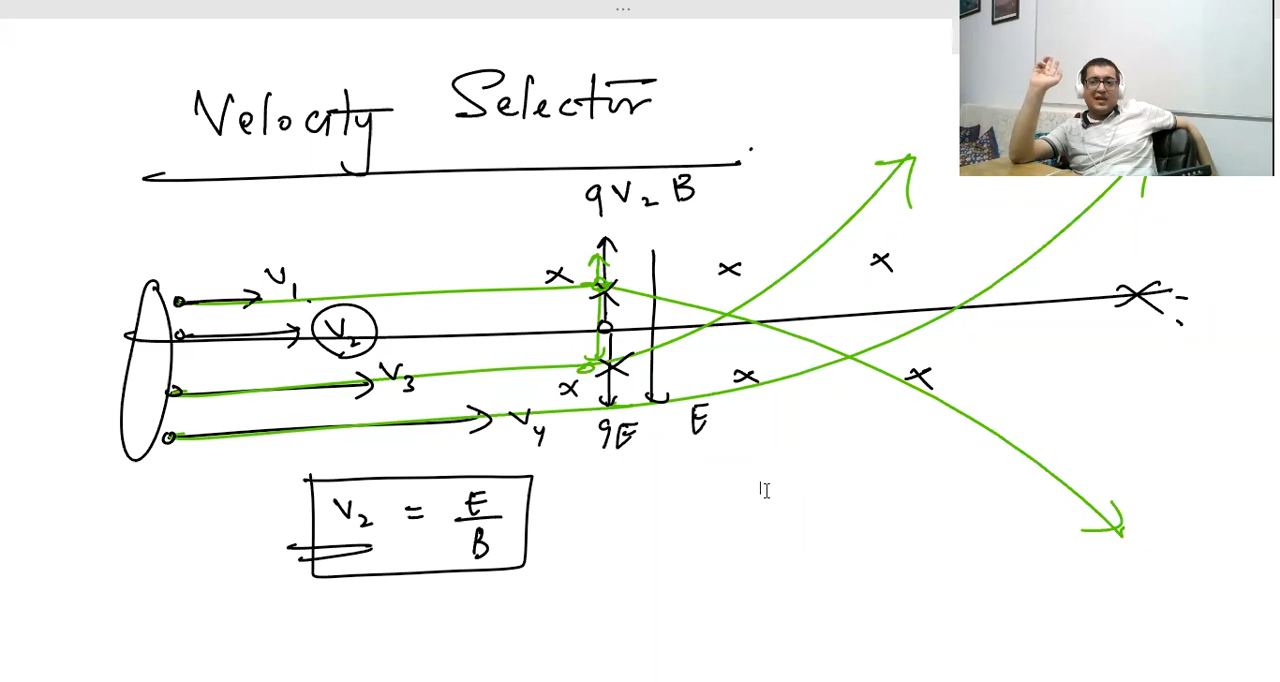 Velocity Selector
qV₂B
V₁
x x x
V₂
V₃
x x x
V₄
qE E
V₂ = E/B